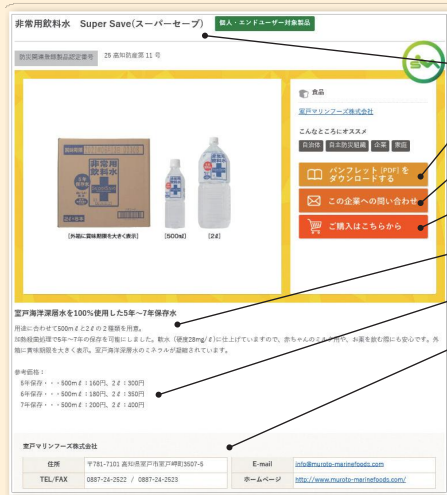 非常用飲料水　Super Save(スーパーセーブ)　個人・エンドユーザー対象製品
防災関連登録製品認定番号　25 高知防産第 11 号
食品
室戸マリンフーズ株式会社
こんなところにオススメ
自治体　自主防災組織　企業　家庭
パンフレット [PDF] を
ダウンロードする
この企業への問い合わせ
ご購入はこちらから
非常用
飲料水
[外箱に賞味期限を大きく表示]　[500ml]　[2ℓ]
室戸海洋深層水を100%使用した5年～7年保存水
用途に合わせて500mℓと2ℓの2種類を用意。
加熱殺菌処理で5年～7年の保存を可能にしました。軟水（硬度28mg/ℓ）に仕上げていますので、赤ちゃんのミルク用や、お薬を飲む際にも安心です。外
箱に賞味期限を大きく表示。室戸海洋深層水のミネラルが凝縮されています。
参考価格：
5年保存・・・500mℓ：160円、2ℓ：300円
6年保存・・・500mℓ：180円、2ℓ：350円
7年保存・・・500mℓ：200円、2ℓ：400円
室戸マリンフーズ株式会社
住所　〒781-7101 高知県室戸市室戸岬町3507-5　E-mail　info@muroto-marinefoods.com
TEL/FAX　0887-24-2522 / 0887-24-2523　ホームページ　http://www.muroto-marinefoods.com/